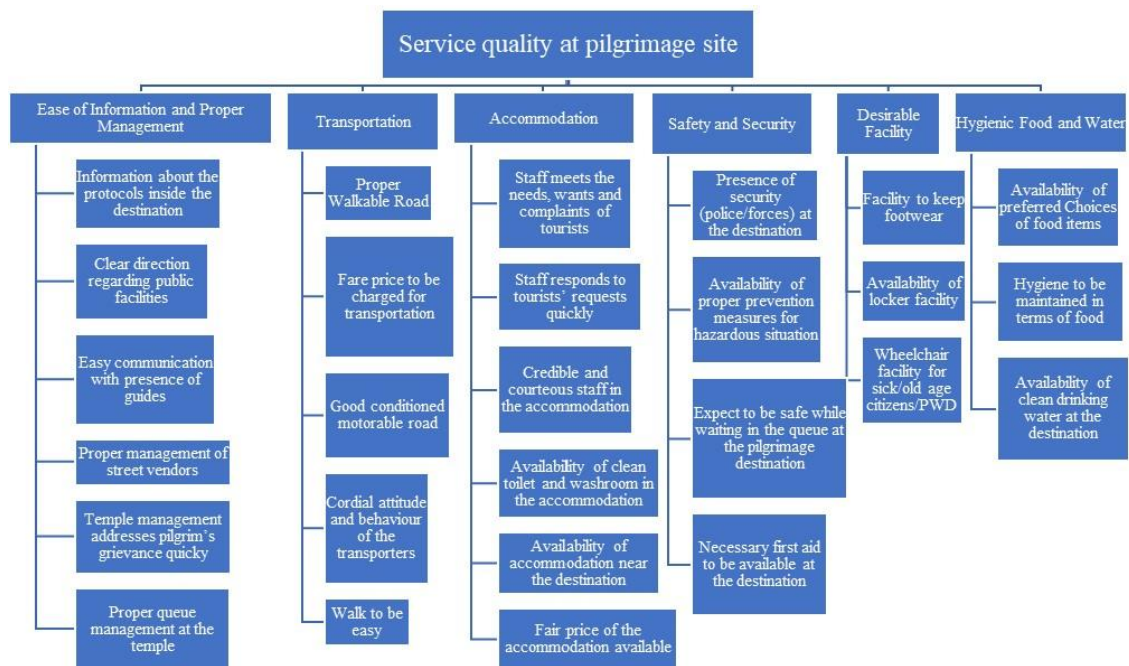 Service quality at pilgrimage site
Ease of Information and Proper
Management
Information about the
protocols inside the
destination
Clear direction
regarding public
facilities
Easy communication
with presence of
guides
Proper management of
street vendors
Temple management
addresses pilgrim's
grievance quicky
Proper queue
management at the
temple
Transportation
Proper
Walkable Road
Fare price to be
charged for
transportation
Good conditioned
motorable road
Cordial attitude
and behaviour
of the
transporters
Walk to be
easy
Accommodation
Staff meets the
needs, wants and
complaints of
tourists
Staff responds to
tourists' requests
quickly
Credible and
courteous staff in
the accommodation
Availability of clean
toilet and washroom in
the accommodation
Availability of
accommodation near
the destination
Fair price of the
accommodation available
Safety and Security
Presence of
security
(police/forces) at
the destination
Availability of
proper prevention
measures for
hazardous situation
Expect to be safe while
waiting in the queue at
the pilgrimage
destination
Necessary first aid
to be available at
the destination
Desirable
Facility
Facility to keep
footwear
Availability of
locker facility
Wheelchair
facility for
sick/old age
citizens/PWD
Hygienic Food and Water
Availability of
preferred Choices
of food items
Hygiene to be
maintained in
terms of food
Availability of
clean drinking
water at the
destination